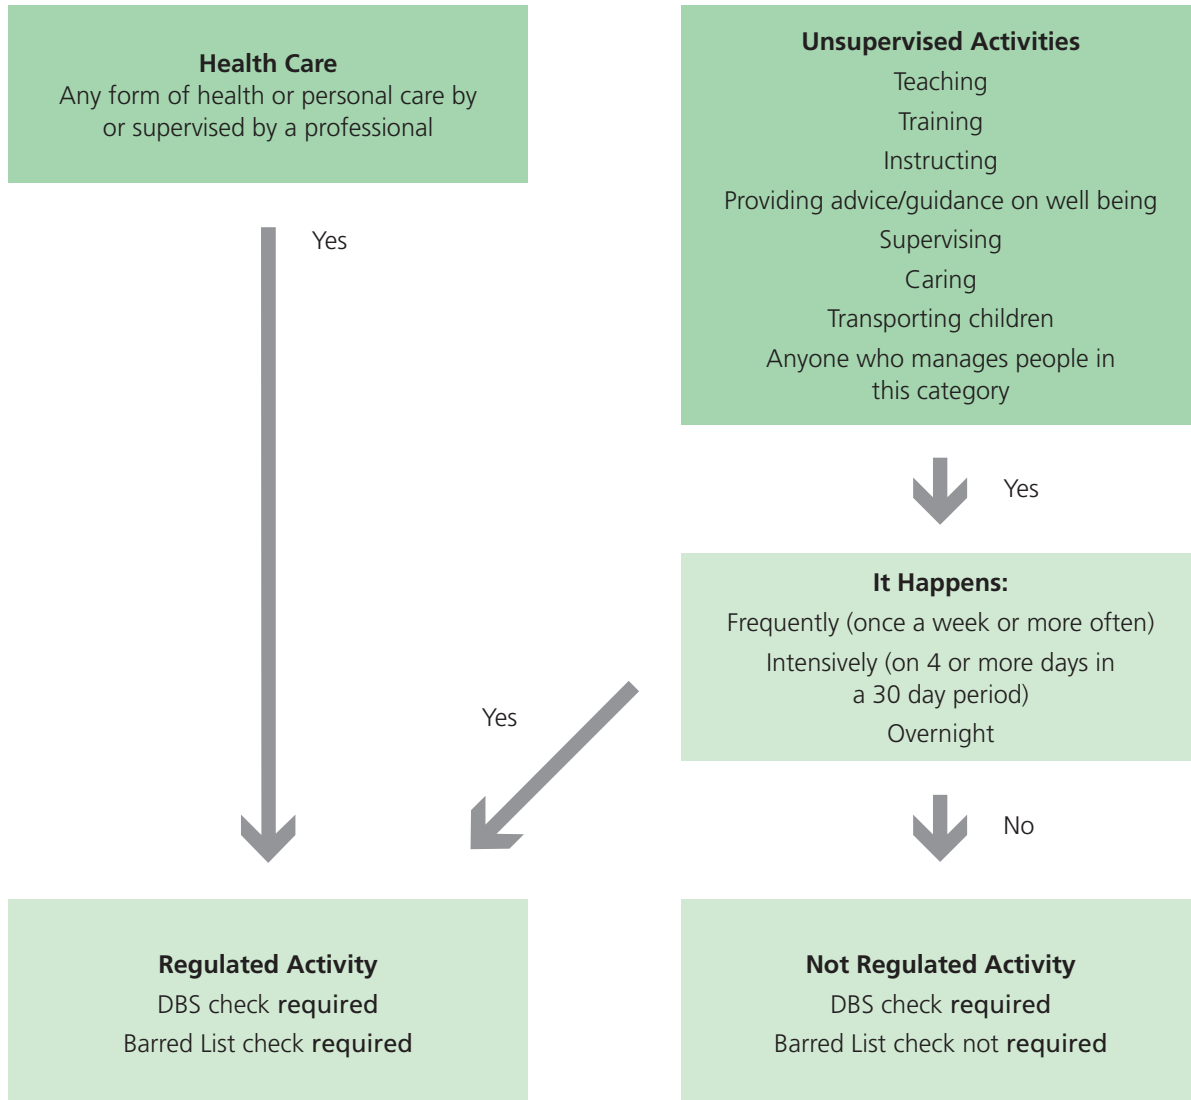 Health Care
Any form of health or personal care by
or supervised by a professional
Yes
Unsupervised Activities
Teaching
Training
Instructing
Providing advice/guidance on well being
Supervising
Caring
Transporting children
Anyone who manages people in
this category
Yes
It Happens:
Frequently (once a week or more often)
Intensively (on 4 or more days in
a 30 day period)
Overnight
Yes
No
Regulated Activity
DBS check required
Barred List check required
Not Regulated Activity
DBS check required
Barred List check not required